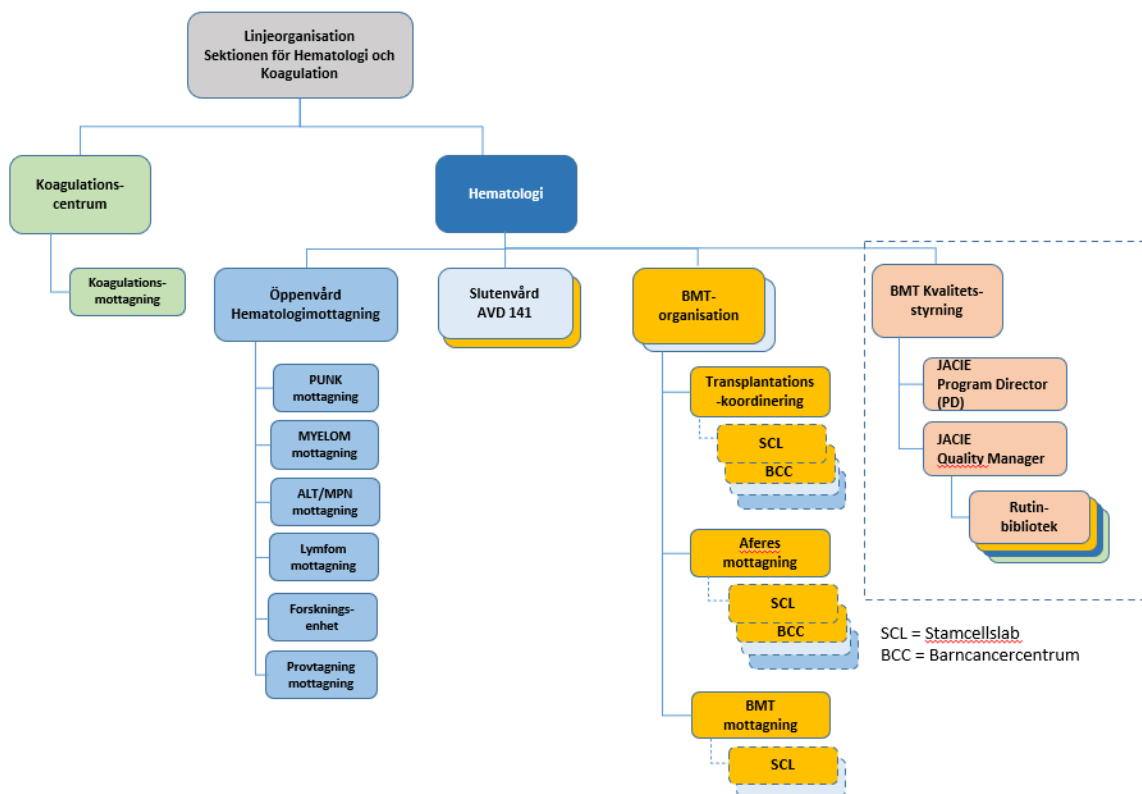 Linjeorganisation
Sektionen för Hematologi och
Koagulation
Koagulations-
centrum
Hematologi
Koagulations-
mottagning
Öppenvård
Hematologimottagning
Slutenvård
AVD 141
BMT-
organisation
BMT Kvalitets-
styrning
PUNK
mottagning
MYELOM
mottagning
ALT/MPN
mottagning
Lymfom
mottagning
Forsknings-
enhet
Provtagning
mottagning
Transplantations
-koordinering
SCL
BCC
Aferes
mottagning
SCL
BCC
BMT
mottagning
SCL
JACIE
Program Director
(PD)
JACIE
Quality Manager
Rutin-
bibliotek
SCL = Stamcellslab
BCC = Barncancercentrum